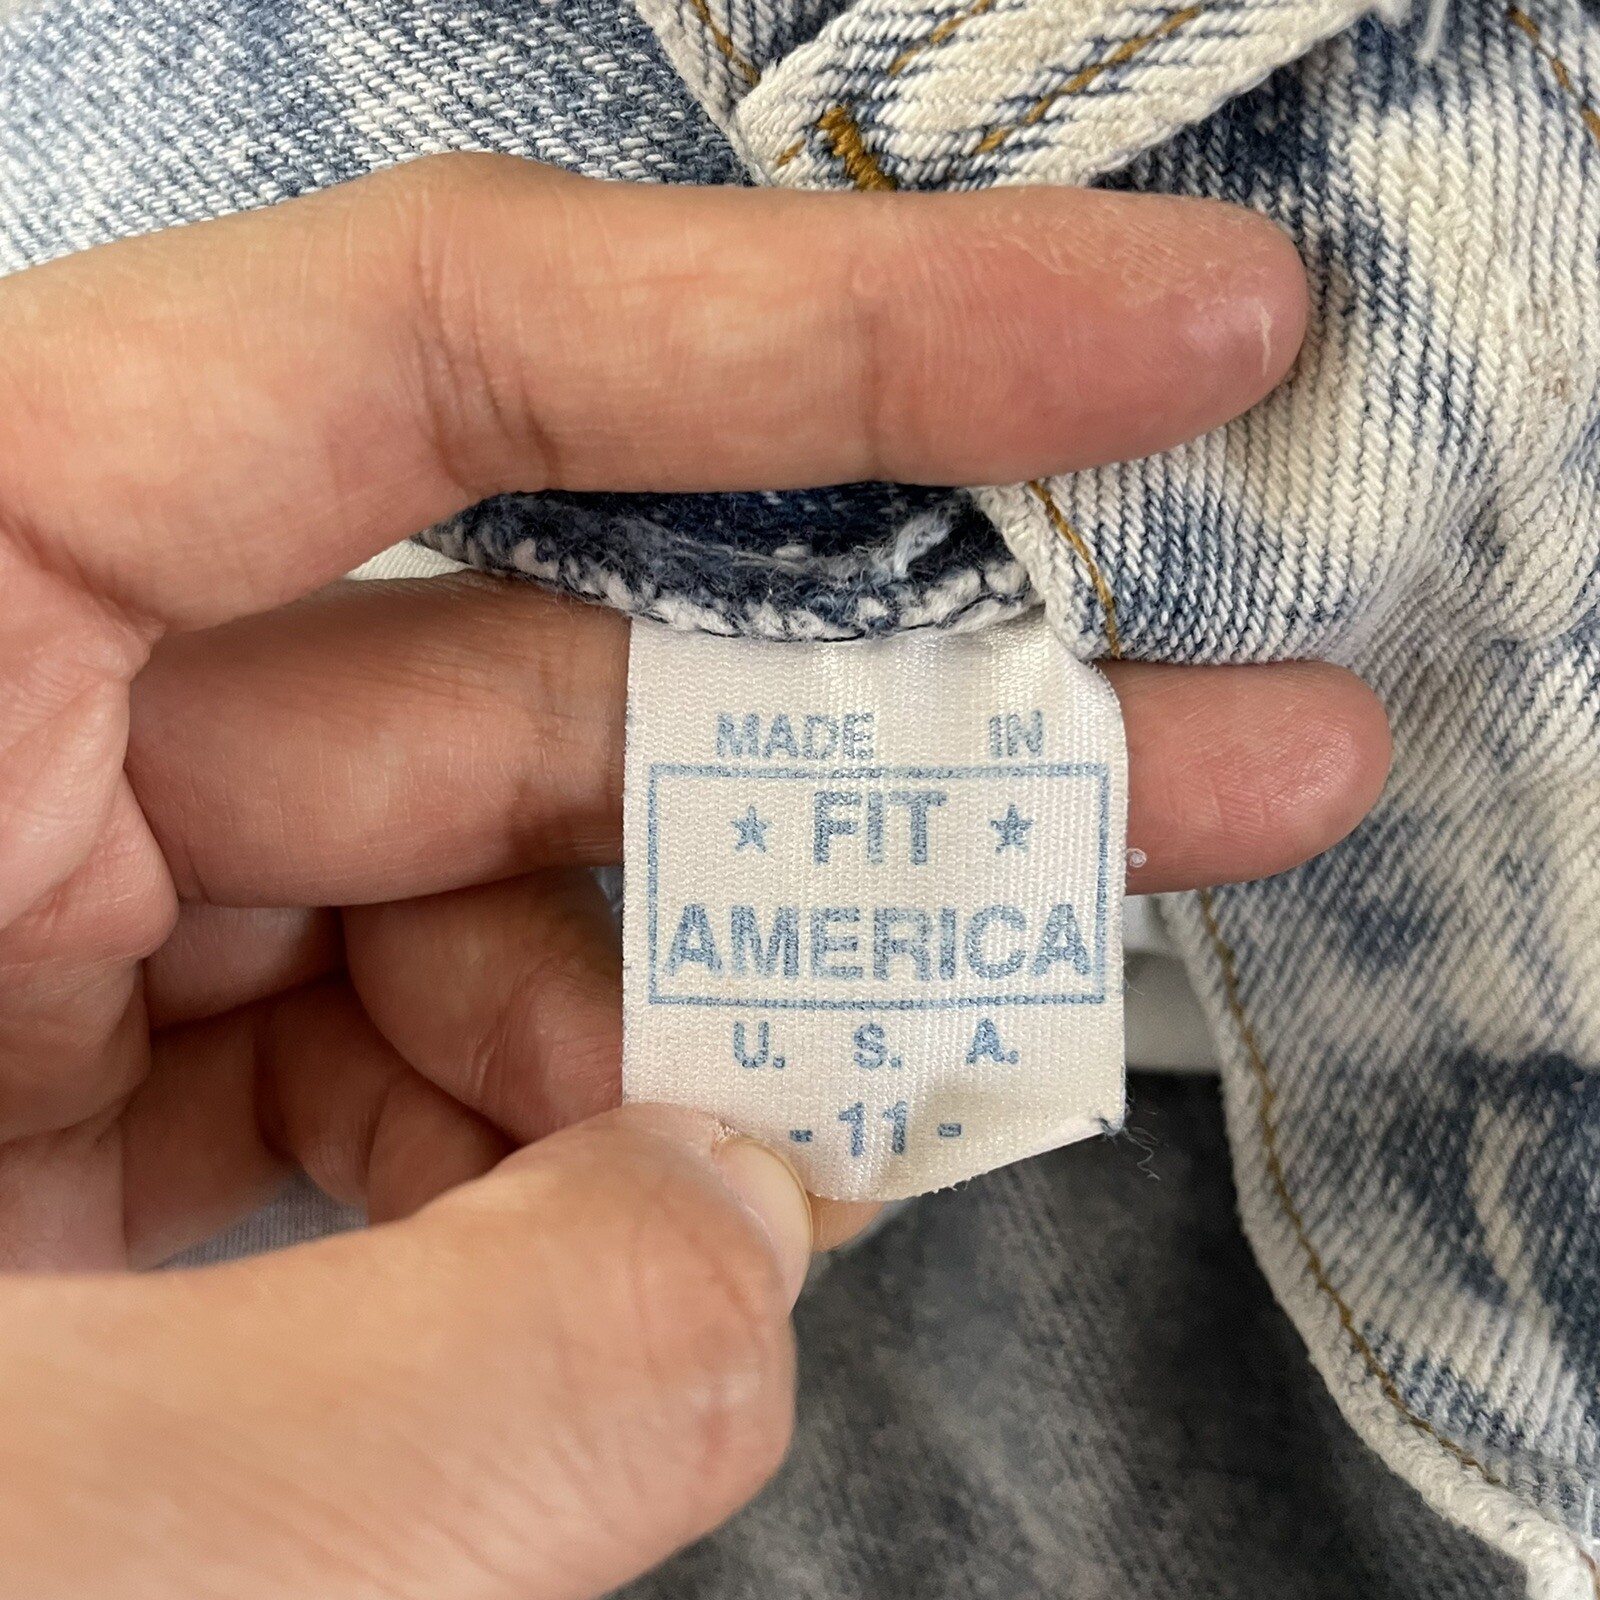 MADE IN
★ FIT ★
AMERICA
U. S. A.
- 11 -